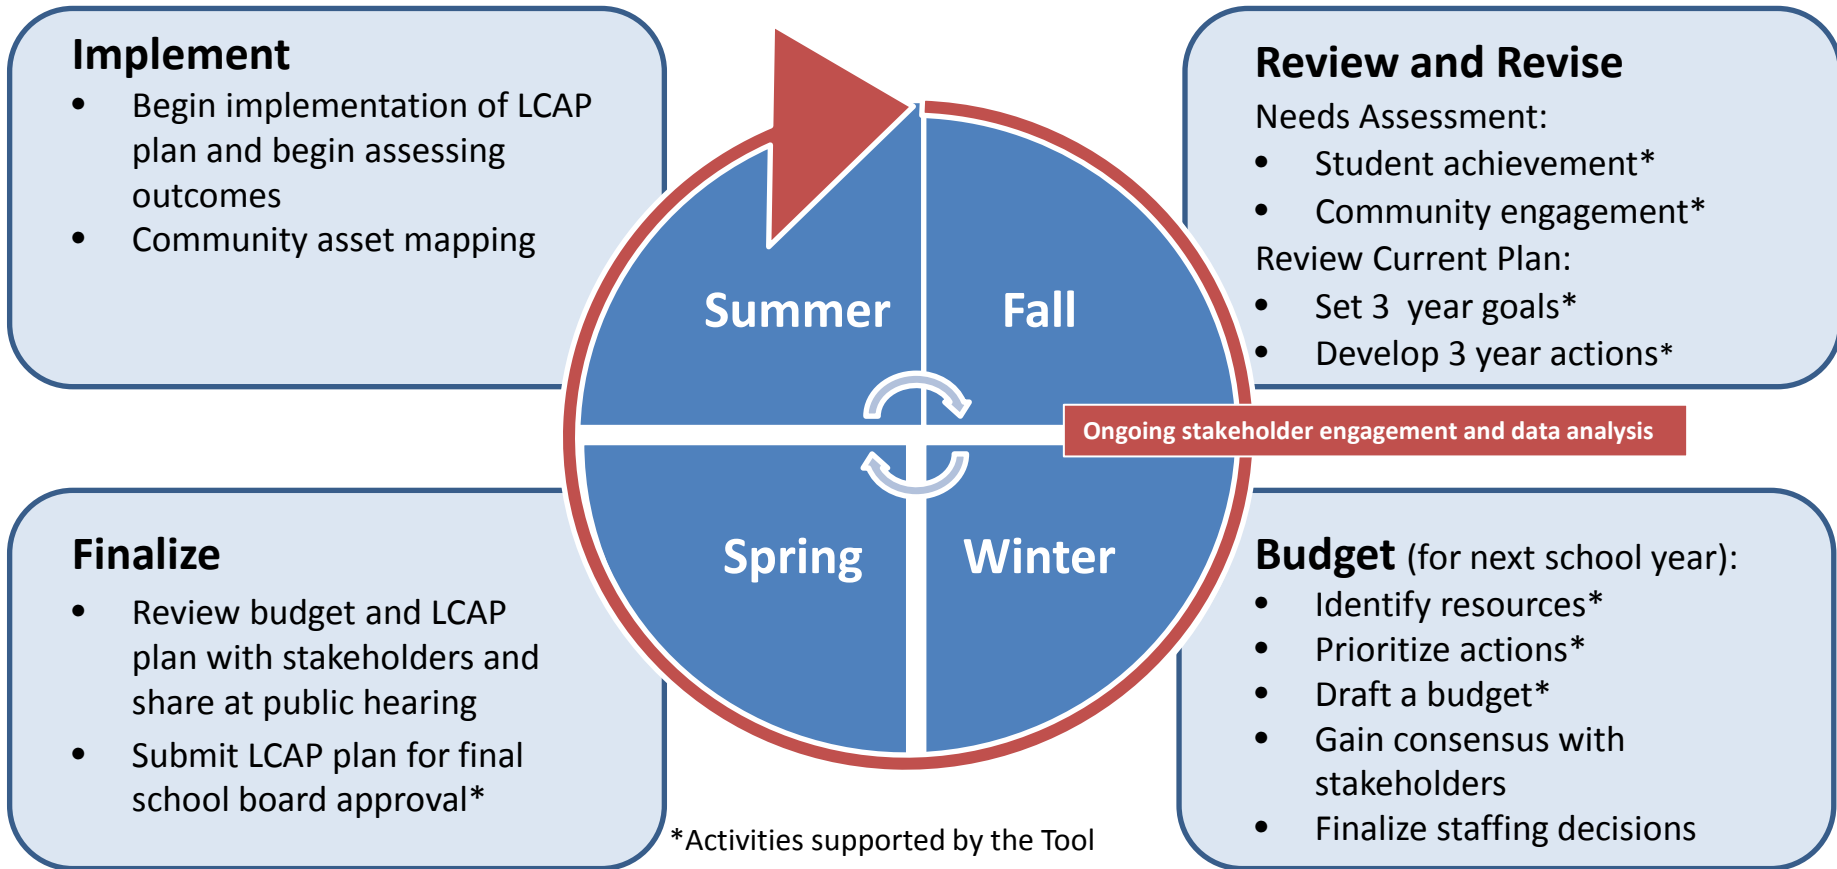 Implement
• Begin implementation of LCAP
plan and begin assessing
outcomes
• Community asset mapping
Review and Revise
Needs Assessment:
• Student achievement*
• Community engagement*
Review Current Plan:
• Set 3  year goals*
• Develop 3 year actions*
Summer
Fall
Ongoing stakeholder engagement and data analysis
Spring
Winter
Finalize
• Review budget and LCAP
plan with stakeholders and
share at public hearing
• Submit LCAP plan for final
school board approval*
Budget (for next school year):
• Identify resources*
• Prioritize actions*
• Draft a budget*
• Gain consensus with
stakeholders
• Finalize staffing decisions
*Activities supported by the Tool